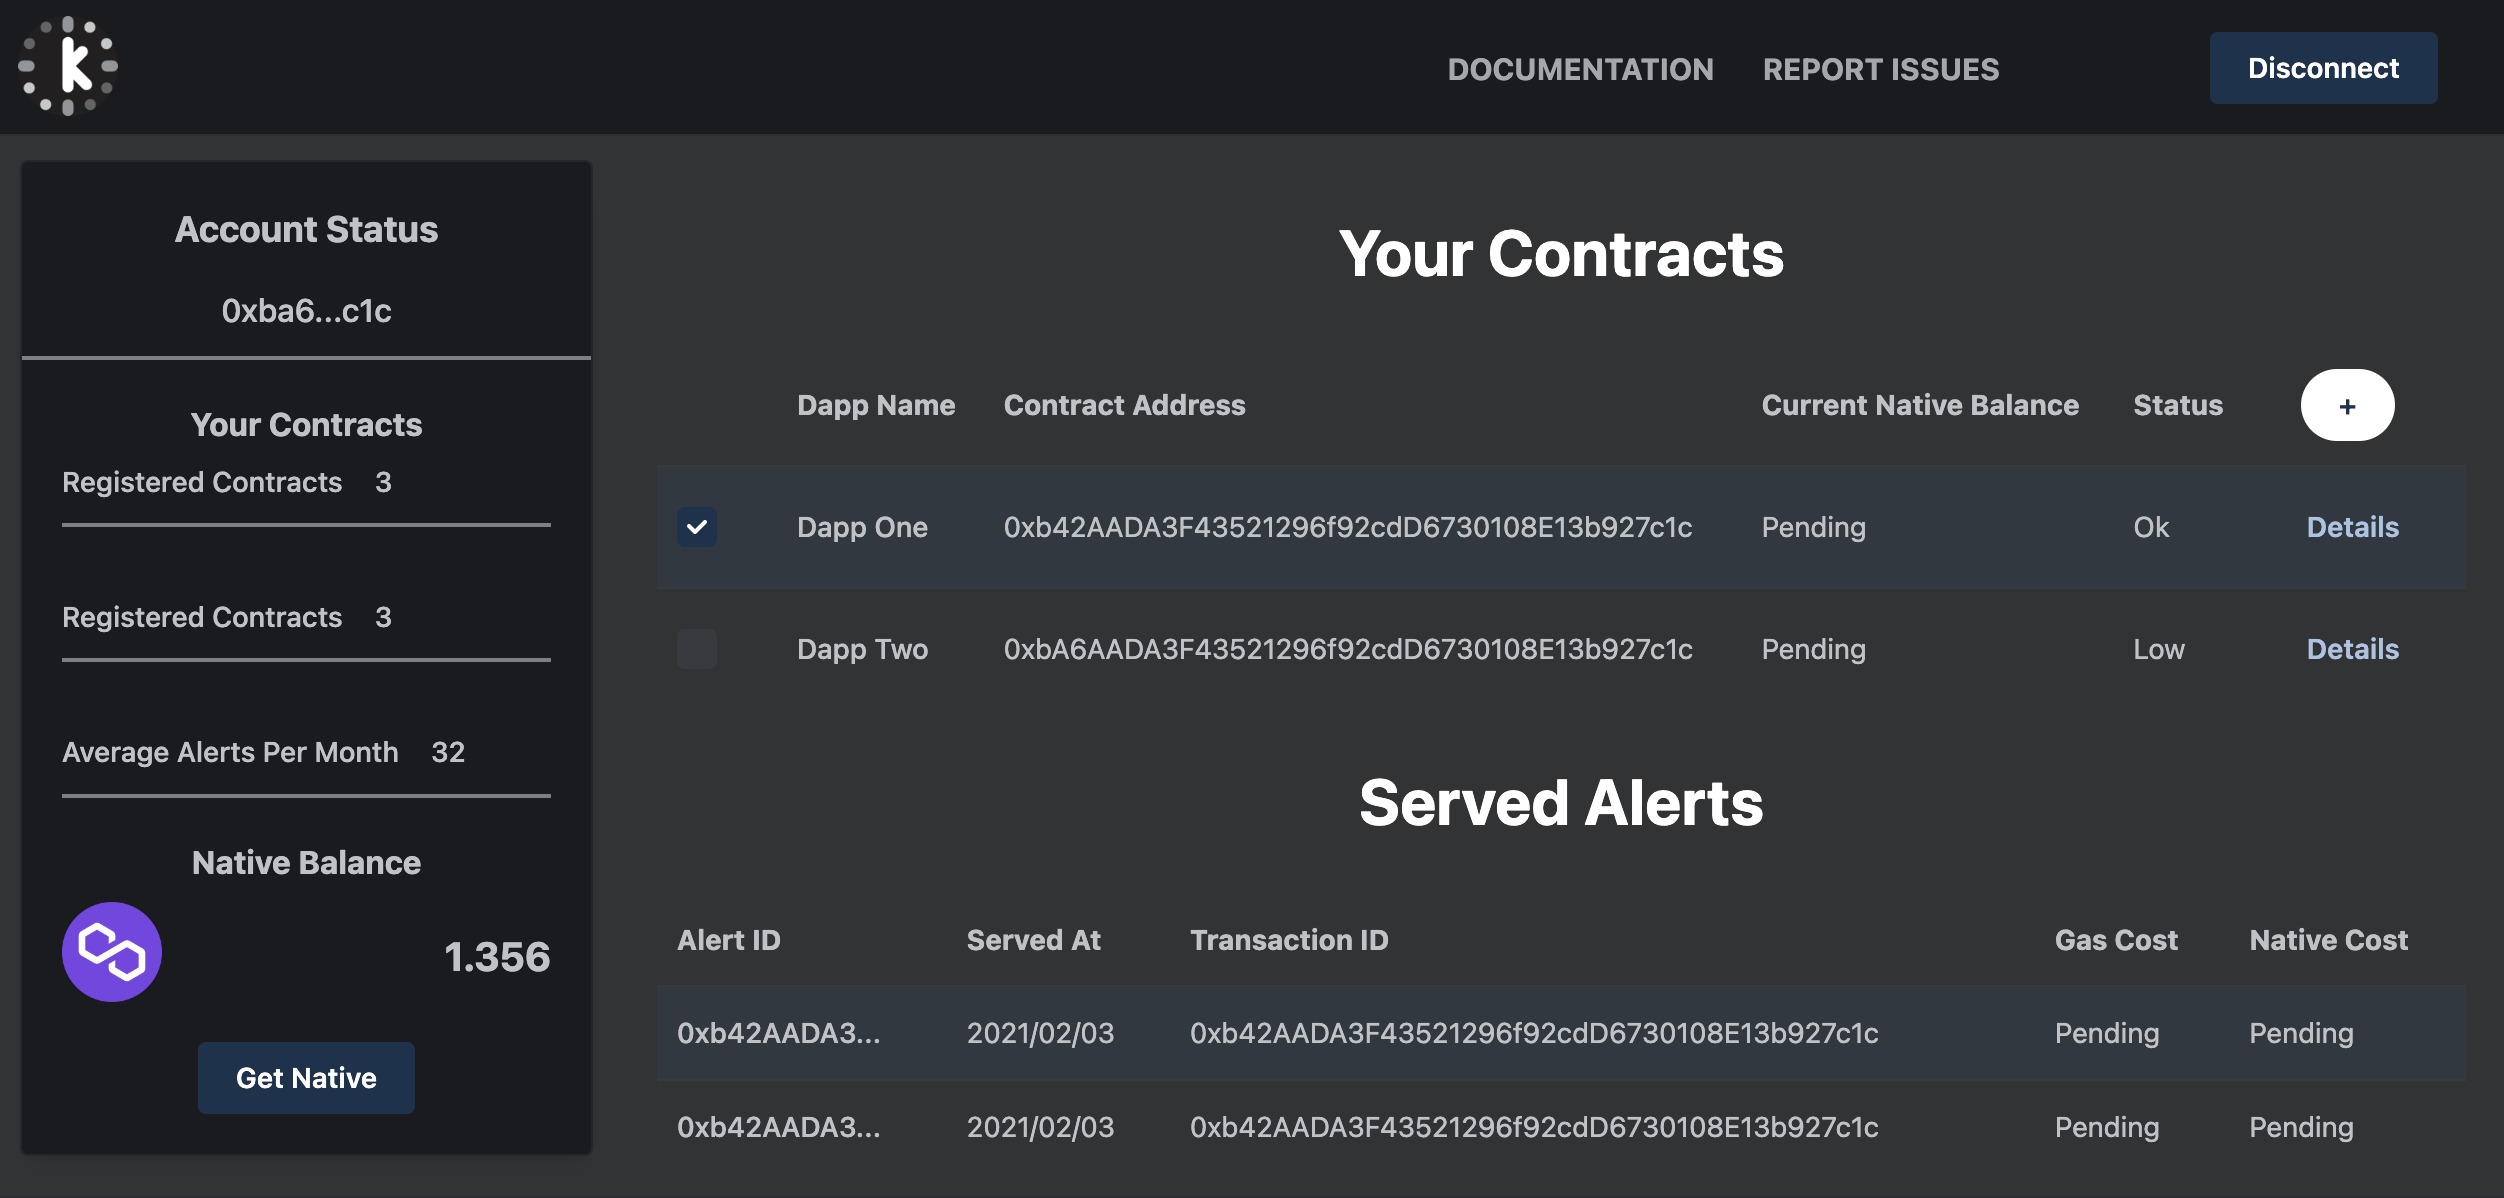 k
DOCUMENTATION REPORT ISSUES Disconnect
Account Status
0xba6...c1c
Your Contracts
Registered Contracts 3
Registered Contracts 3
Average Alerts Per Month 32
Native Balance
1.356
Get Native
Your Contracts
Dapp Name Contract Address Current Native Balance Status +
Dapp One 0xb42AADA3F43521296f92cdD6730108E13b927c1c Pending Ok Details
Dapp Two 0xbA6AADA3F43521296f92cdD6730108E13b927c1c Pending Low Details
Served Alerts
Alert ID Served At Transaction ID Gas Cost Native Cost
0xb42AADA3... 2021/02/03 0xb42AADA3F43521296f92cdD6730108E13b927c1c Pending Pending
0xb42AADA3... 2021/02/03 0xb42AADA3F43521296f92cdD6730108E13b927c1c Pending Pending